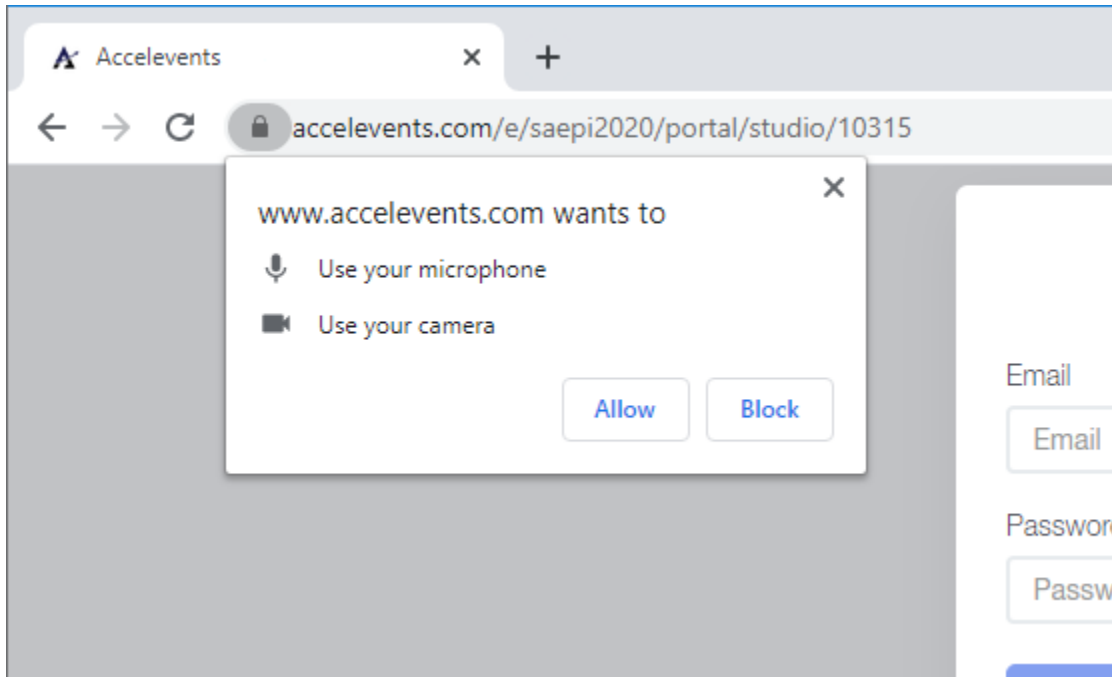 Accelevents
accelevents.com/e/saepi2020/portal/studio/10315
www.accelevents.com wants to
Use your microphone
Use your camera
Allow Block
Email
Email
Passwor
Passw